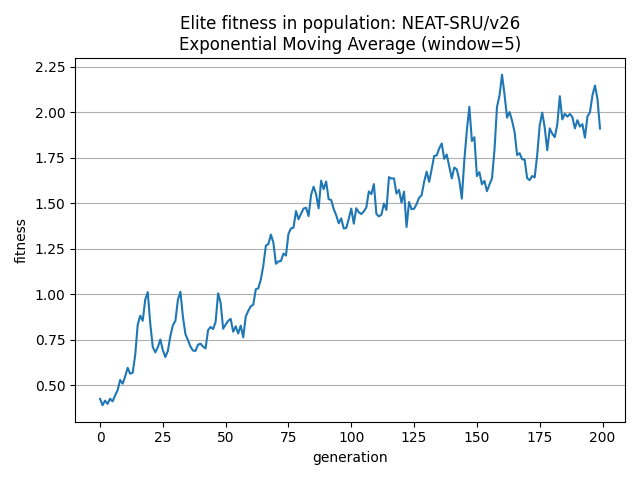 Elite fitness in population: NEAT-SRU/v26
Exponential Moving Average (window=5)
2.25
2.00
1.75
1.50
1.25
1.00
0.75
0.50
fitness
0 25 50 75 100 125 150 175 200
generation